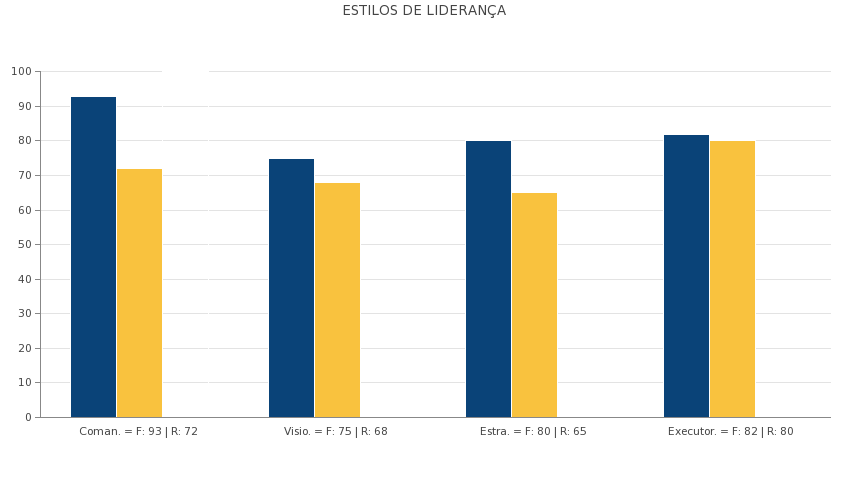 ESTILOS DE LIDERANÇA
100
90
80
70
60
50
40
30
20
10
0
Coman. = F: 93 | R: 72
Visio. = F: 75 | R: 68
Estra. = F: 80 | R: 65
Executor. = F: 82 | R: 80